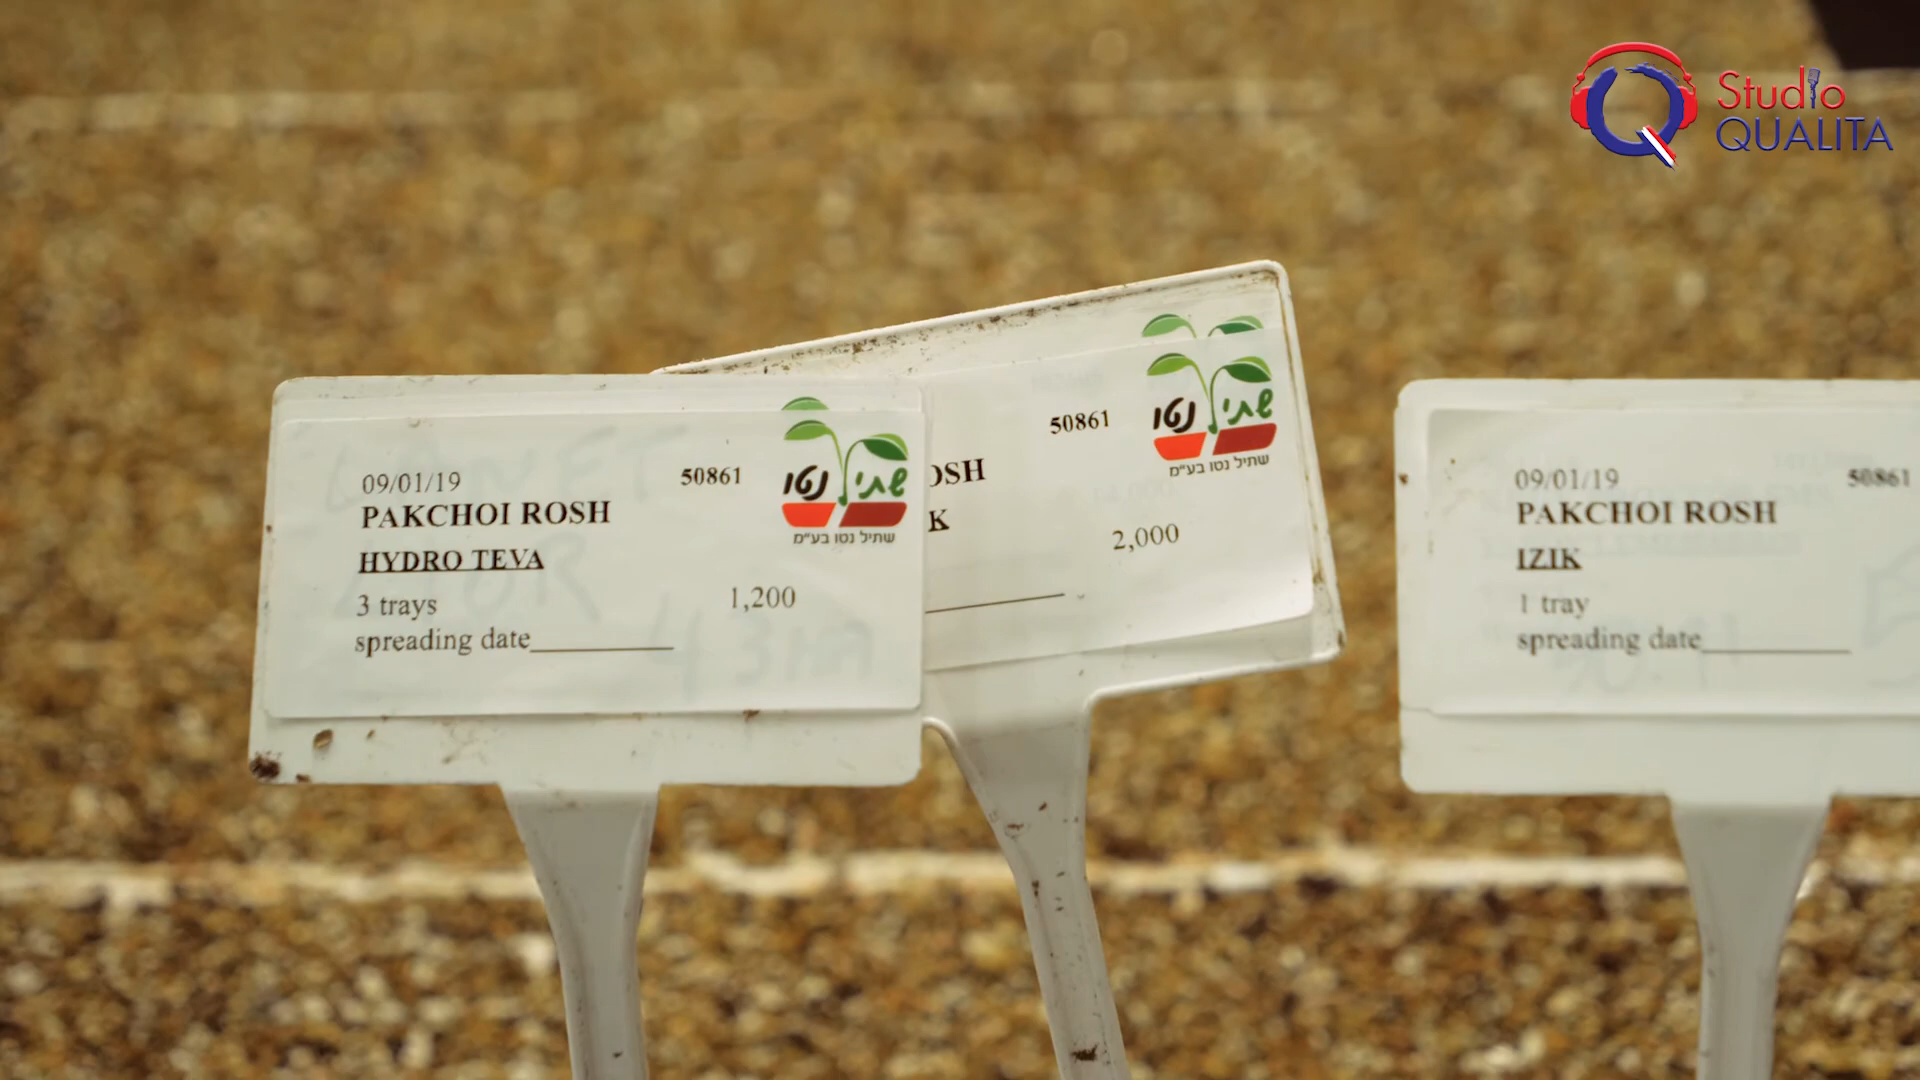 Studio
QUALITA
09/01/19
50861
PAKCHOI ROSH
HYDRO TEVA
3 trays
1,200
spreading date
שתיל נטו
שתיל נטו בע"מ
50861
OSH
K
2,000
שתיל נטו
שתיל נטו בע"מ
09/01/19
50861
PAKCHOI ROSH
IZIK
1 tray
spreading date